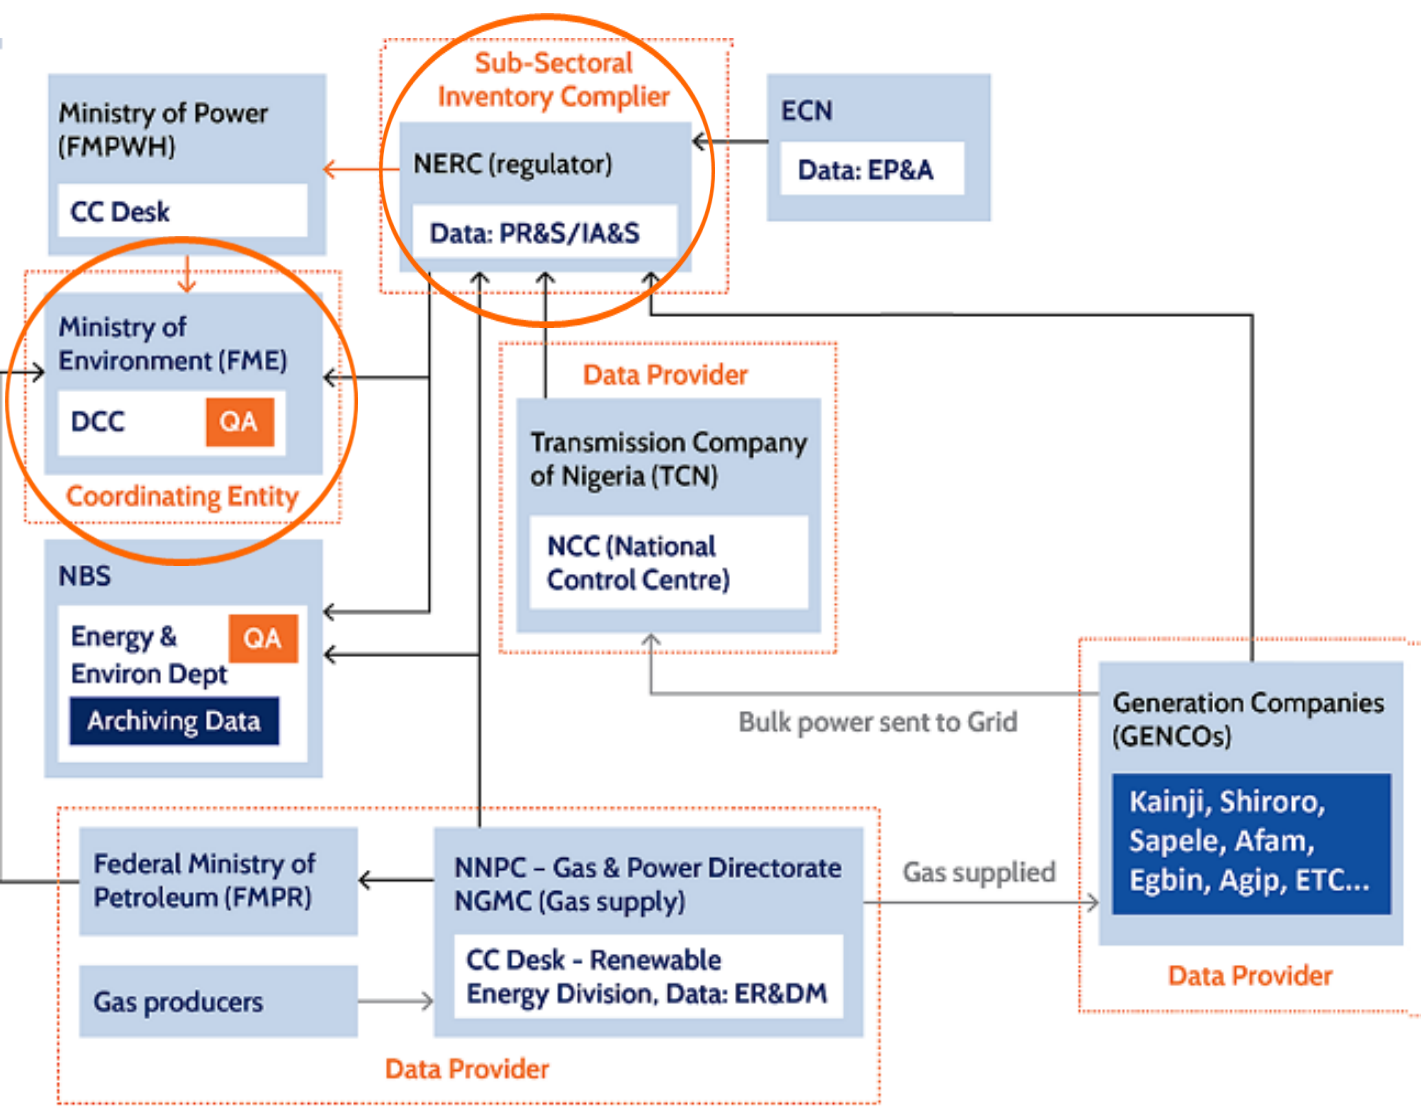 Sub-Sectoral
Inventory Complier
Ministry of Power
(FMPWH)
CC Desk
NERC (regulator)
Data: PR&S/IA&S
ECN
Data: EP&A
Ministry of
Environment (FME)
DCC
QA
Coordinating Entity
Data Provider
Transmission Company
of Nigeria (TCN)
NCC (National
Control Centre)
NBS
Energy &
Environ Dept
QA
Archiving Data
Bulk power sent to Grid
Generation Companies
(GENCOs)
Kainji, Shiroro,
Sapele, Afam,
Egbin, Agip, ETC...
Data Provider
Federal Ministry of
Petroleum (FMPR)
Gas producers
NNPC – Gas & Power Directorate
NGMC (Gas supply)
CC Desk - Renewable
Energy Division, Data: ER&DM
Gas supplied
Data Provider